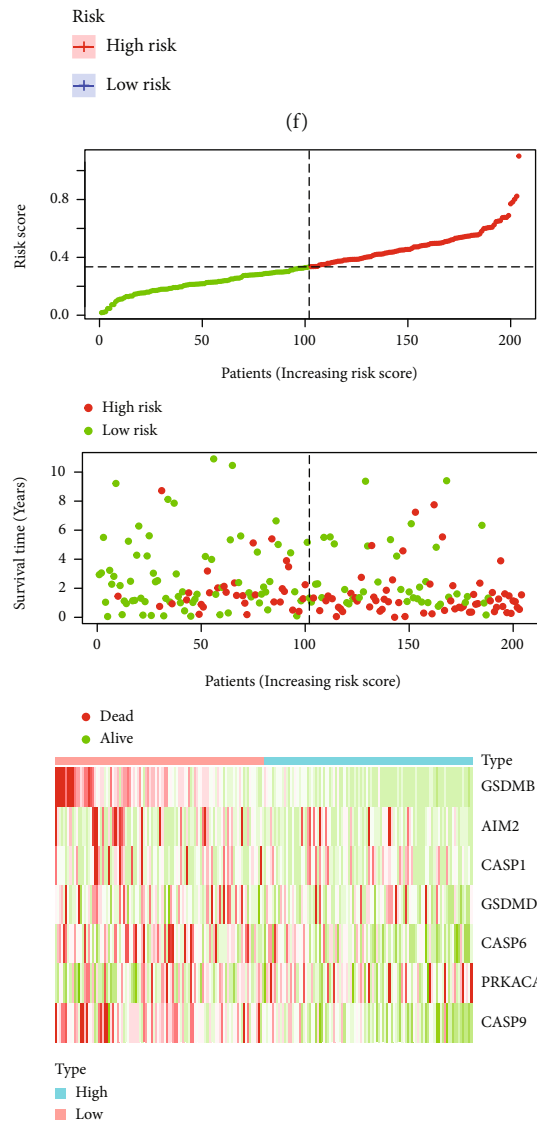 Risk
High risk
Low risk
(f)
Risk score
0.8
0.4
0.0
0 50 100 150 200
Patients (Increasing risk score)
High risk
Low risk
Survival time (Years)
10
8
6
4
2
0
0 50 100 150 200
Patients (Increasing risk score)
Dead
Alive
Type
GSDMB
AIM2
CASP1
GSDMD
CASP6
PRKACA
CASP9
Type
High
Low